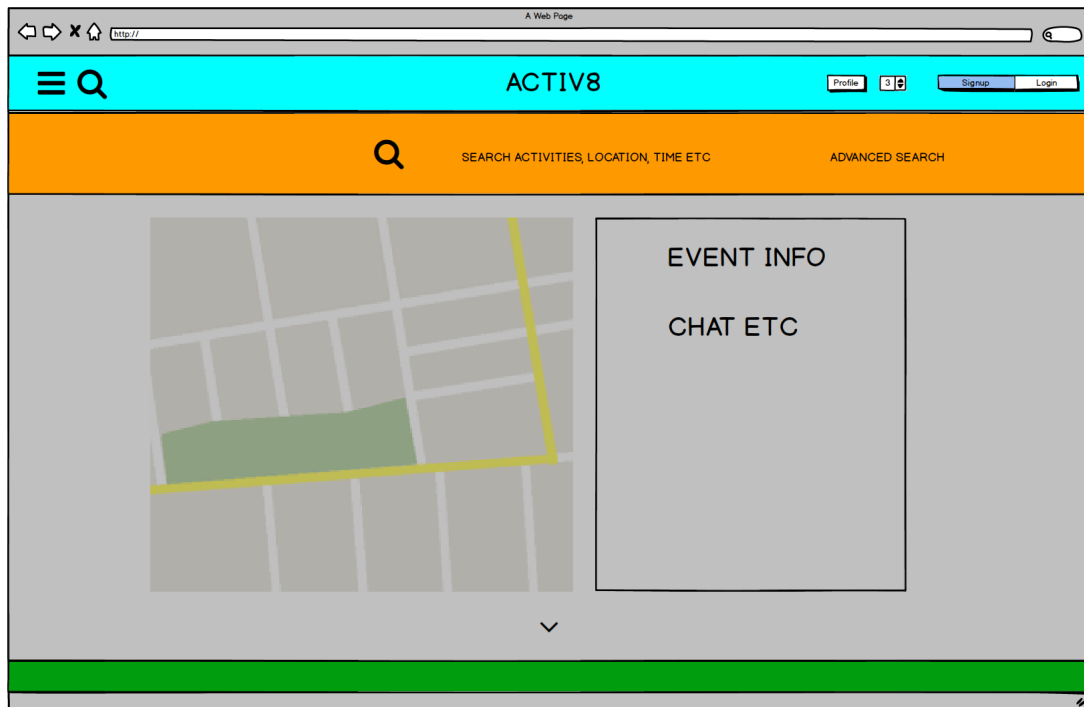 A Web Page
http://
ACTIV8
Profile
3
Signup
Login
SEARCH ACTIVITIES, LOCATION, TIME ETC
ADVANCED SEARCH
EVENT INFO
CHAT ETC